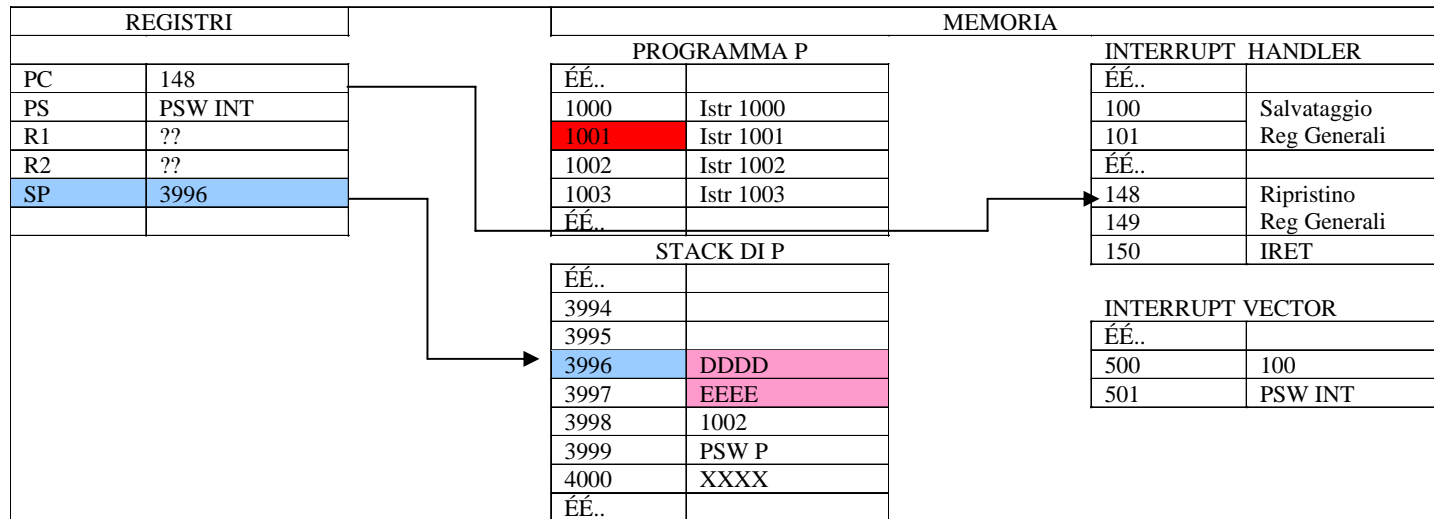 REGISTRI MEMORIA
PROGRAMMA P INTERRUPT HANDLER
PC 148 ÉÉ.. ÉÉ..
PS PSW INT 1000 Istr 1000 100 Salvataggio
R1 ?? 1001 Istr 1001 101 Reg Generali
R2 ?? 1002 Istr 1002 ÉÉ..
SP 3996 1003 Istr 1003 148 Ripristino
ÉÉ.. 149 Reg Generali
STACK DI P 150 IRET
ÉÉ..
3994 INTERRUPT VECTOR
3995 ÉÉ..
3996 DDDD 500 100
3997 EEEE 501 PSW INT
3998 1002
3999 PSW P
4000 XXXX
ÉÉ..